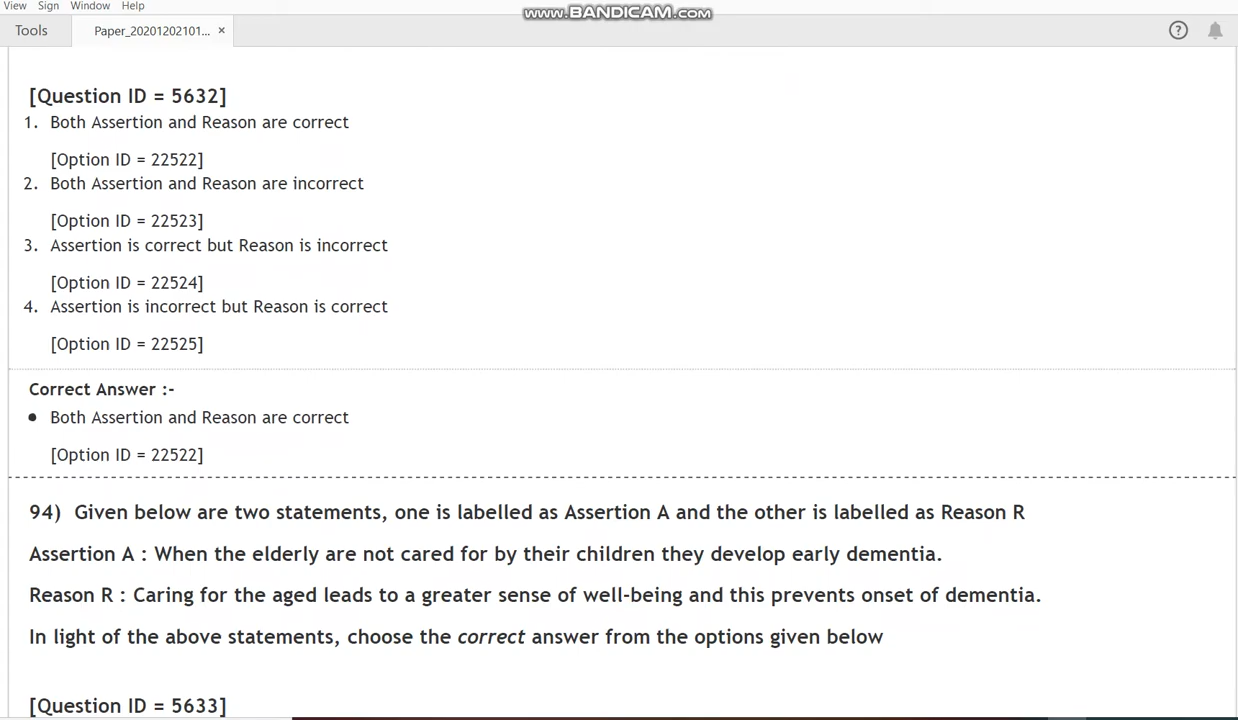 View Sign Window Help
www.BANDICAM.com
Tools Paper_20201202101... ×
[Question ID = 5632]
1. Both Assertion and Reason are correct
[Option ID = 22522]
2. Both Assertion and Reason are incorrect
[Option ID = 22523]
3. Assertion is correct but Reason is incorrect
[Option ID = 22524]
4. Assertion is incorrect but Reason is correct
[Option ID = 22525]
Correct Answer :-
• Both Assertion and Reason are correct
[Option ID = 22522]
94) Given below are two statements, one is labelled as Assertion A and the other is labelled as Reason R
Assertion A : When the elderly are not cared for by their children they develop early dementia.
Reason R : Caring for the aged leads to a greater sense of well-being and this prevents onset of dementia.
In light of the above statements, choose the correct answer from the options given below
[Question ID = 5633]